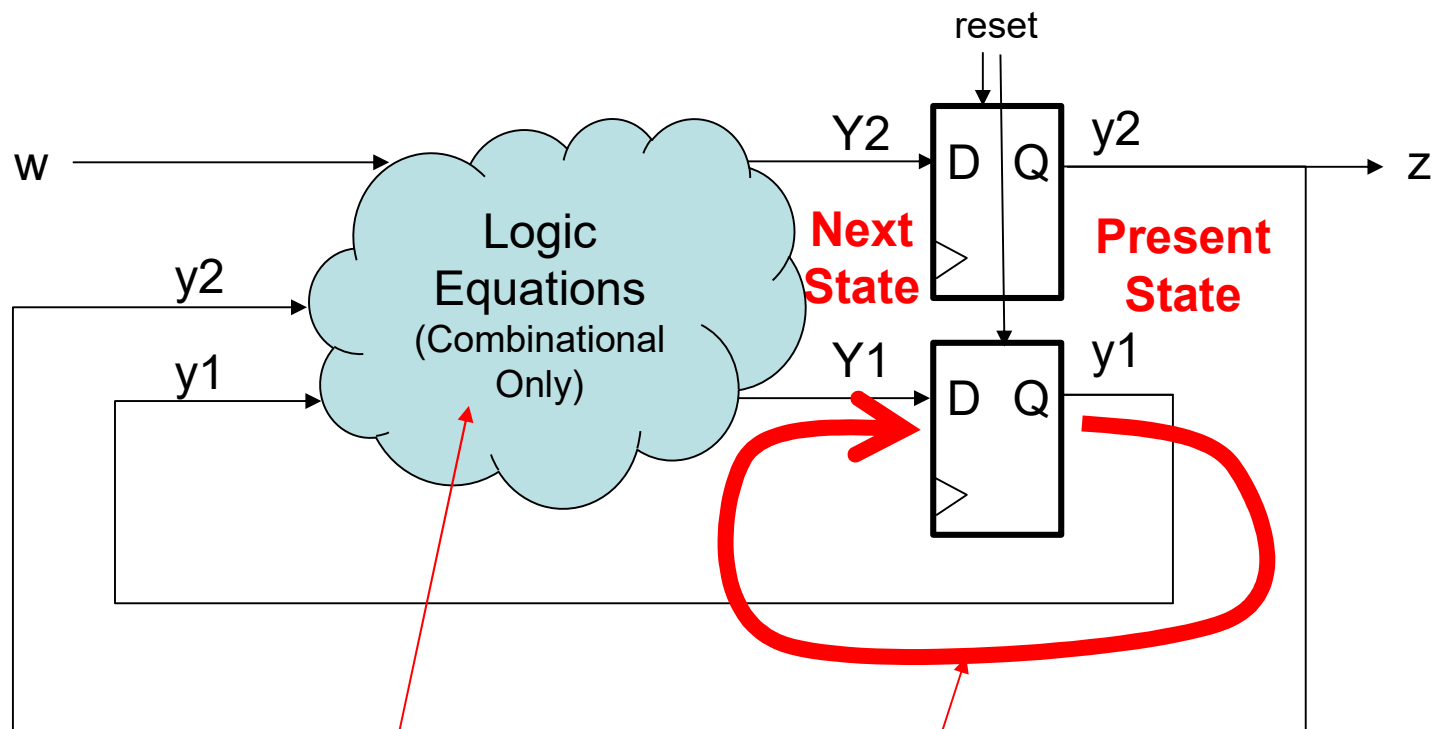 reset
Y2
y2
w
D Q
z
Logic
Equations
(Combinational
Only)
Next
State
Present
State
y2
y1
Y1
y1
D Q